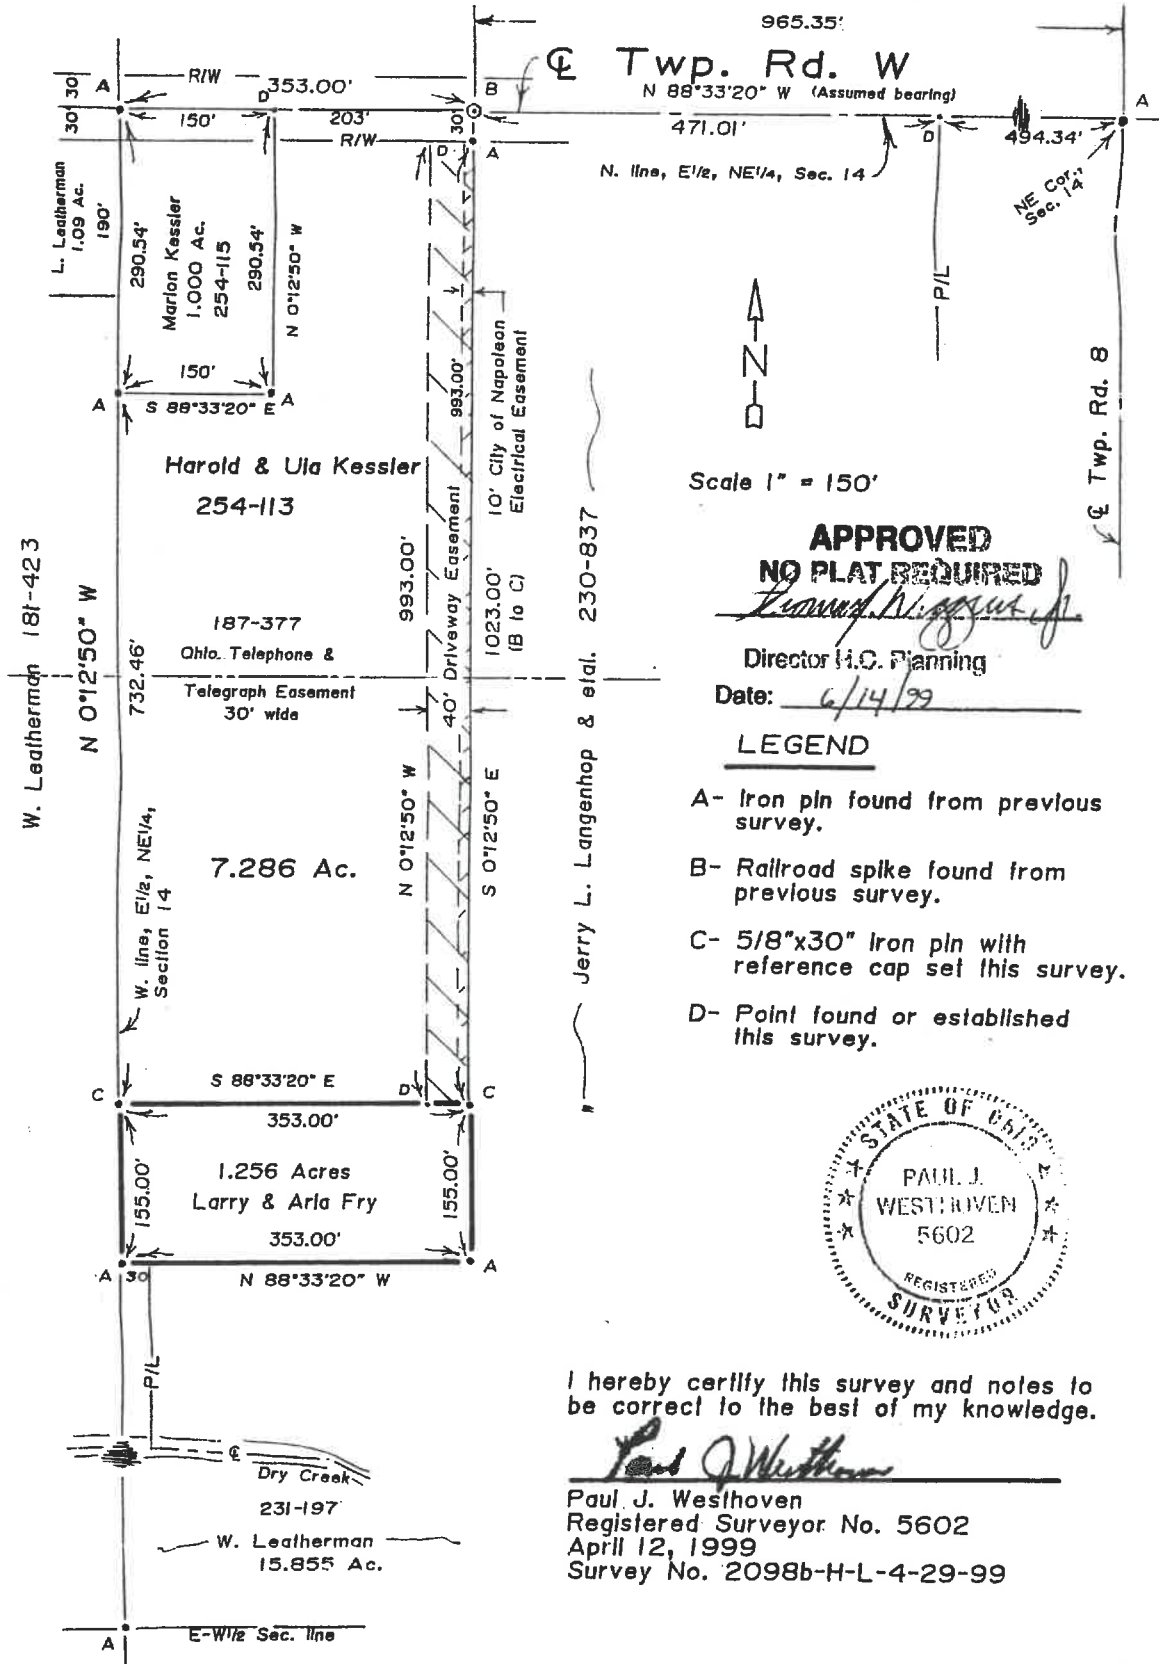 965.35'
℄ Twp. Rd. W
N 88°33'20" W (Assumed bearing)
R/W
353.00'
A
B
A
30'
30'
D
150'
203'
30'
471.01'
D
494.34'
R/W
D
A
N. line, E1/2, NE1/4, Sec. 14
NE Cor.,
Sec. 14
L. Leatherman
1.09 Ac.
190'
290.54'
Marlon Kessler
1.000 Ac.
254-115
290.54'
N 0°12'50" W
P/L
4'
993.00'
10' City of Napoleon
Electrical Easement
N
℄ Twp. Rd. 8
150'
A
S 88°33'20" E
A
Harold & Ula Kessler
254-113
Scale 1" = 150'
APPROVED
NO PLAT REQUIRED
Director H.C. Planning
Date: 6/14/99
W. Leatherman 181-423
N 0°12'50" W
732.46'
187-377
Ohio Telephone &
Telegraph Easement
30' wide
993.00'
40' Driveway Easement
1023.00'
(B to C)
Jerry L. Langenhop & etal. 230-837
LEGEND
A- Iron pin found from previous
survey.
B- Railroad spike found from
previous survey.
C- 5/8"x30" iron pin with
reference cap set this survey.
D- Point found or established
this survey.
N 0°12'50" W
S 0°12'50" E
7.286 Ac.
W. line, E1/2, NE1/4,
Section 14
S 88°33'20" E
C
D
C
353.00'
155.00'
1.256 Acres
Larry & Arla Fry
155.00'
353.00'
A
30
N 88°33'20" W
A
STATE OF OHIO
PAUL J.
WESTHOVEN
5602
REGISTERED
SURVEYOR
P/L
℄
Dry Creek
231-197
W. Leatherman
15.855 Ac.
A
E-W1/2 Sec. line
I hereby certify this survey and notes to
be correct to the best of my knowledge.
Paul J Westhoven
Paul J. Westhoven
Registered Surveyor No. 5602
April 12, 1999
Survey No. 2098b-H-L-4-29-99